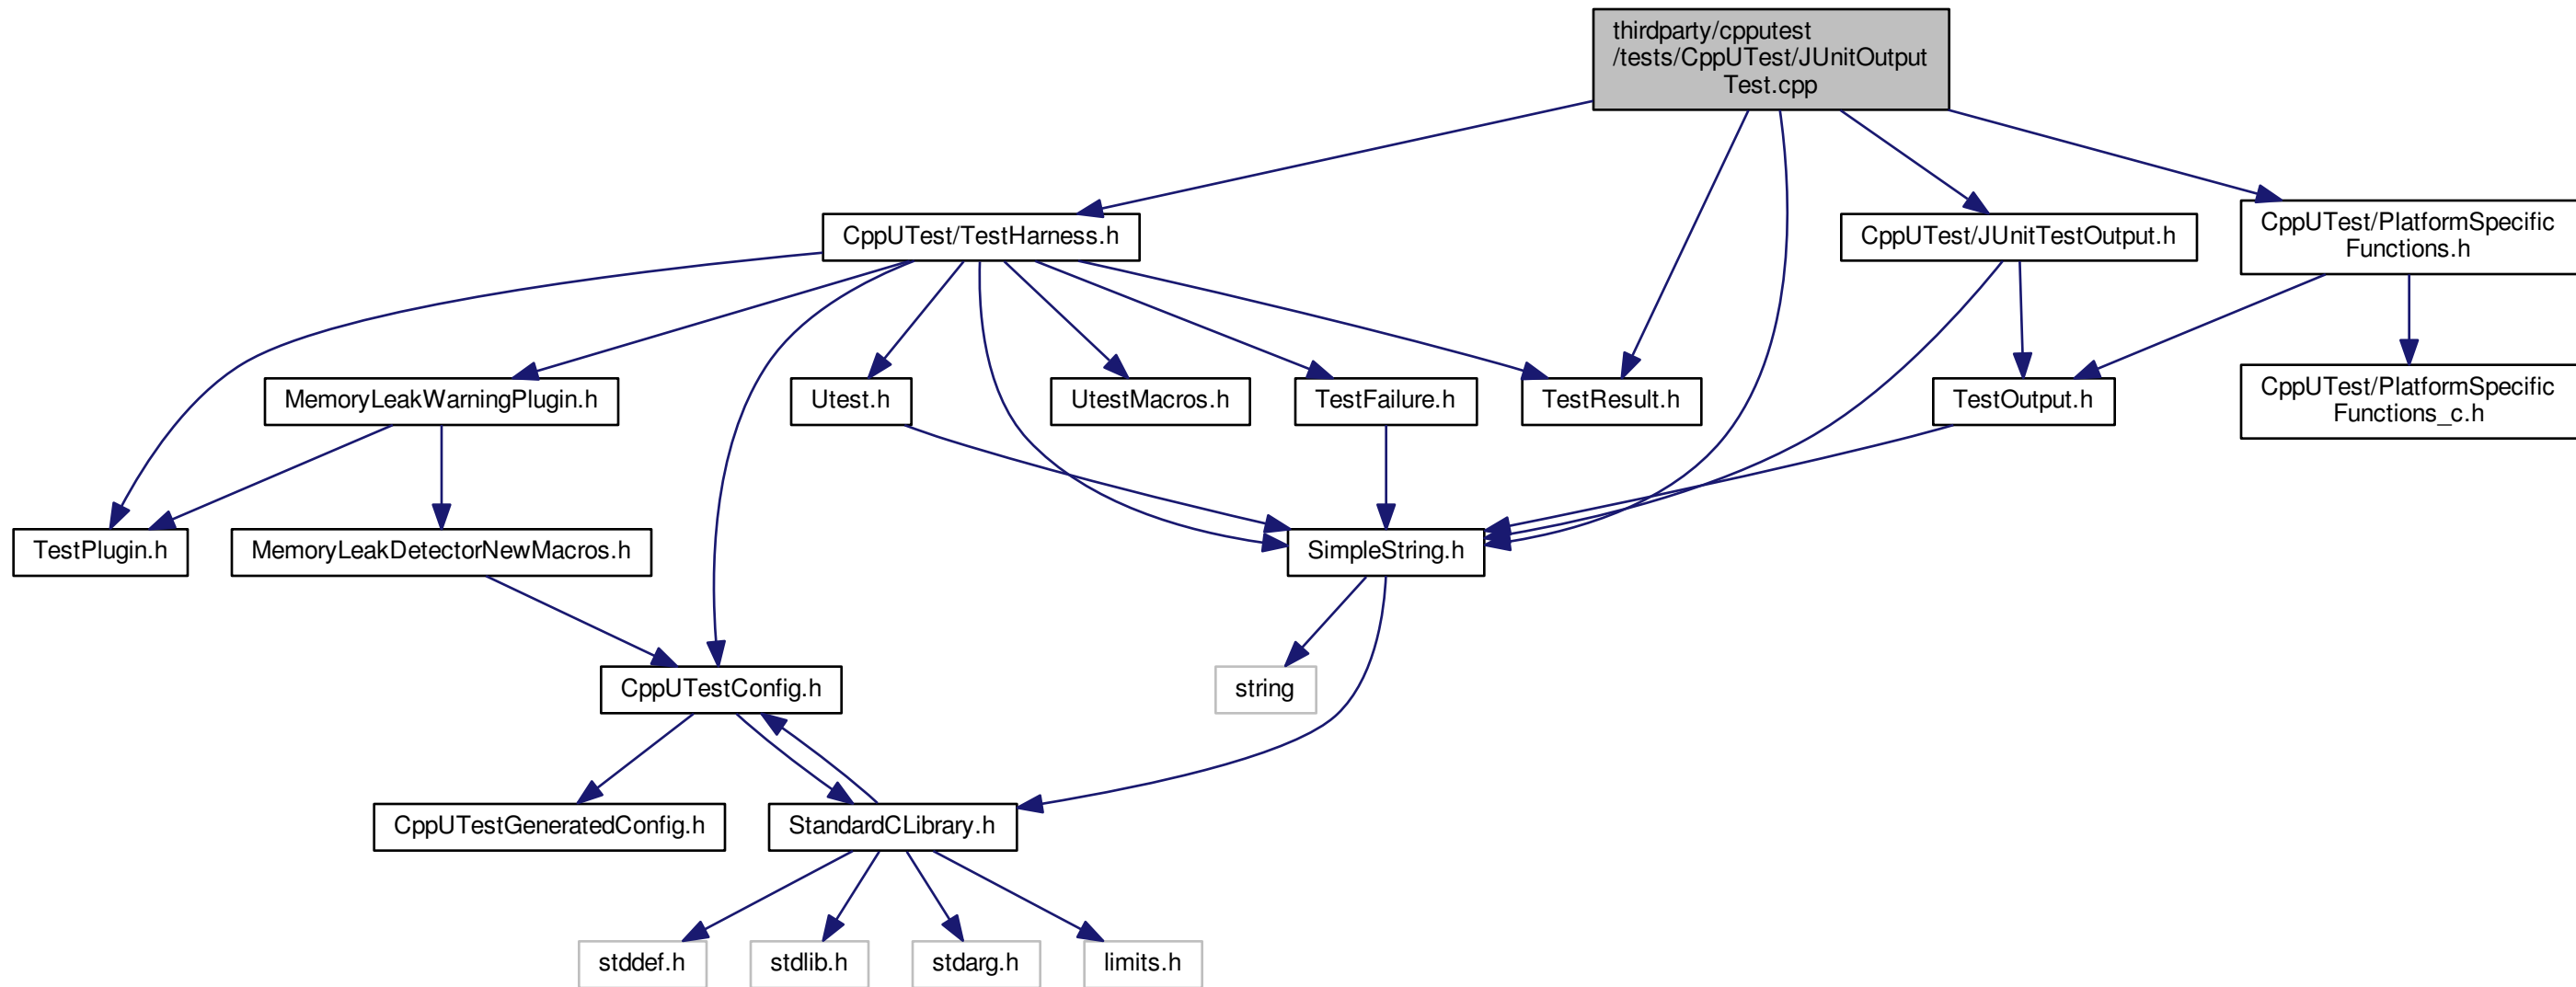 thirdparty/cpputest
/tests/CppUTest/JUnitOutput
Test.cpp
CppUTest/TestHarness.h
CppUTest/JUnitTestOutput.h
CppUTest/PlatformSpecific
Functions.h
MemoryLeakWarningPlugin.h
Utest.h
UtestMacros.h
TestFailure.h
TestResult.h
TestOutput.h
CppUTest/PlatformSpecific
Functions_c.h
TestPlugin.h
MemoryLeakDetectorNewMacros.h
SimpleString.h
CppUTestConfig.h
string
CppUTestGeneratedConfig.h
StandardCLibrary.h
stddef.h
stdlib.h
stdarg.h
limits.h